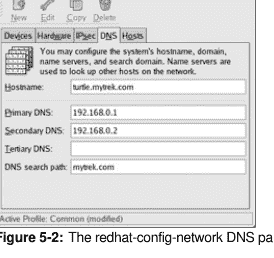 New Edit Copy Delete
Devices Hardware IPsec DNS Hosts
You may configure the system's hostname, domain,
name servers, and search domain. Name servers are
used to look up other hosts on the network.
Hostname: turtle.mytrek.com
Primary DNS: 192.168.0.1
Secondary DNS: 192.168.0.2
Tertiary DNS:
DNS search path: mytrek.com
Active Profile: Common (modified)
Figure 5-2: The redhat-config-network DNS pa